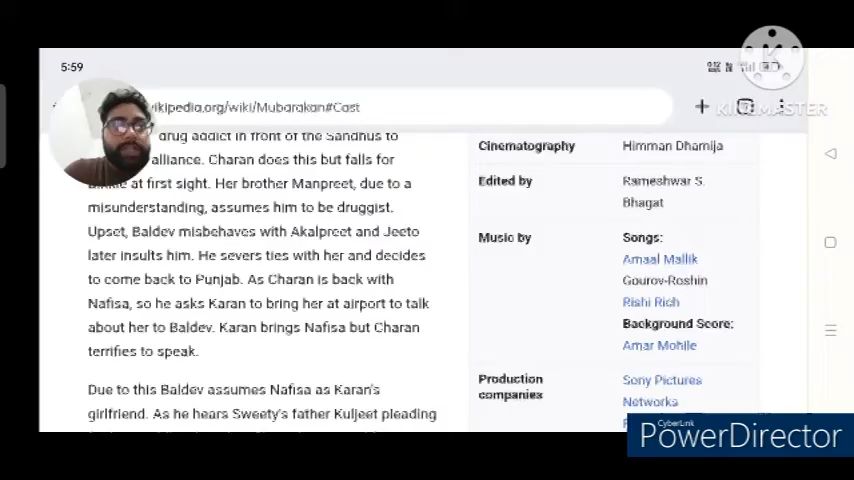 5:59
KINEMASTER
ikipedia.org/wiki/Mubarakan#Cast
drug addict in front of the Sandhus to
alliance. Charan does this but falls for
at first sight. Her brother Manpreet, due to a
misunderstanding, assumes him to be druggist.
Upset, Baldev misbehaves with Akalpreet and Jeeto
later insults him. He severs ties with her and decides
to come back to Punjab. As Charan is back with
Nafisa, so he asks Karan to bring her at airport to talk
about her to Baldev. Karan brings Nafisa but Charan
terrifies to speak.
Due to this Baldev assumes Nafisa as Karan's
girlfriend. As he hears Sweety's father Kuljeet pleading
Cinematography
Himman Dhamija
Edited by
Rameshwar S.
Bhagat
Music by
Songs:
Amaal Mallik
Gourov-Roshin
Rishi Rich
Background Score:
Amar Mohile
Production
companies
Sony Pictures
Networks
CyberLink
PowerDirector